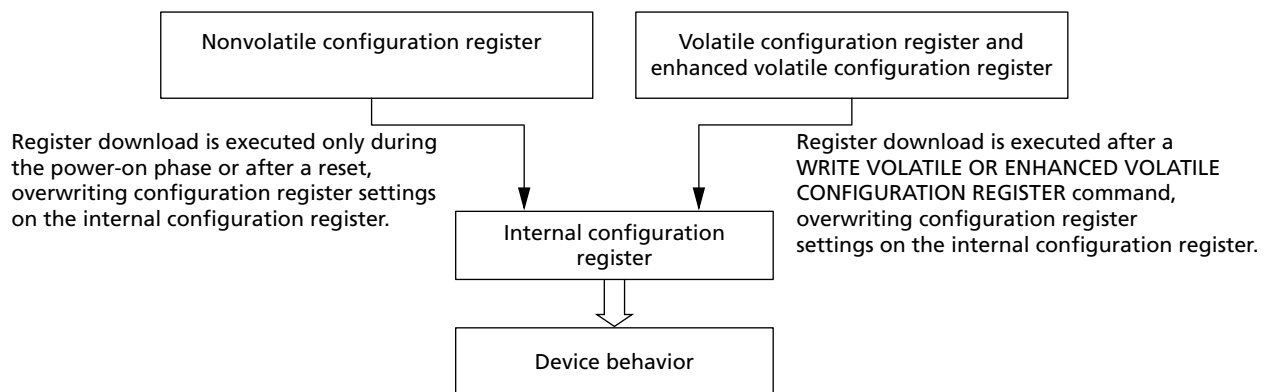 Nonvolatile configuration register
Volatile configuration register and
enhanced volatile configuration register
Register download is executed only during
the power-on phase or after a reset,
overwriting configuration register settings
on the internal configuration register.
Register download is executed after a
WRITE VOLATILE OR ENHANCED VOLATILE
CONFIGURATION REGISTER command,
overwriting configuration register
settings on the internal configuration register.
Internal configuration
register
Device behavior